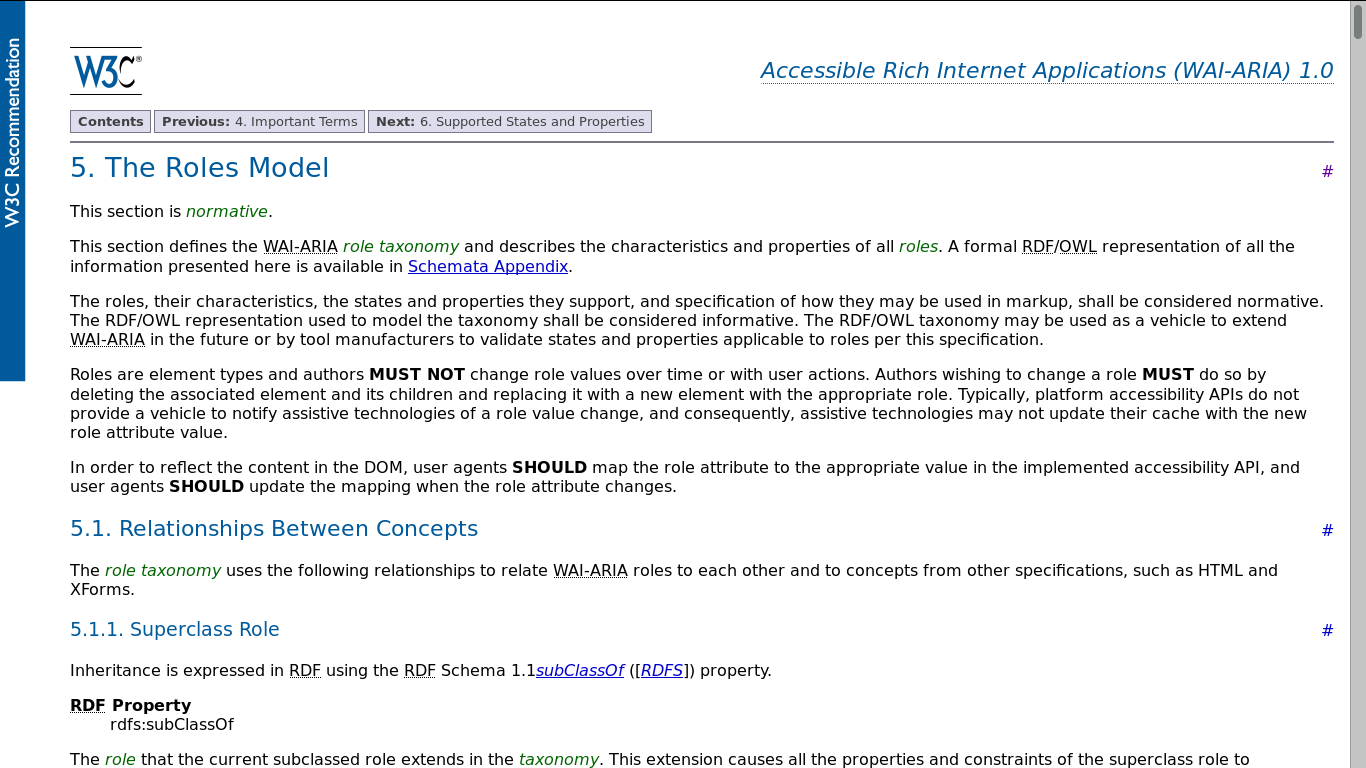 W3C Recommendation
W3C®
Accessible Rich Internet Applications (WAI-ARIA) 1.0
Contents Previous: 4. Important Terms Next: 6. Supported States and Properties
5. The Roles Model #
This section is normative.
This section defines the WAI-ARIA role taxonomy and describes the characteristics and properties of all roles. A formal RDF/OWL representation of all the
information presented here is available in Schemata Appendix.
The roles, their characteristics, the states and properties they support, and specification of how they may be used in markup, shall be considered normative.
The RDF/OWL representation used to model the taxonomy shall be considered informative. The RDF/OWL taxonomy may be used as a vehicle to extend
WAI-ARIA in the future or by tool manufacturers to validate states and properties applicable to roles per this specification.
Roles are element types and authors MUST NOT change role values over time or with user actions. Authors wishing to change a role MUST do so by
deleting the associated element and its children and replacing it with a new element with the appropriate role. Typically, platform accessibility APIs do not
provide a vehicle to notify assistive technologies of a role value change, and consequently, assistive technologies may not update their cache with the new
role attribute value.
In order to reflect the content in the DOM, user agents SHOULD map the role attribute to the appropriate value in the implemented accessibility API, and
user agents SHOULD update the mapping when the role attribute changes.
5.1. Relationships Between Concepts #
The role taxonomy uses the following relationships to relate WAI-ARIA roles to each other and to concepts from other specifications, such as HTML and
XForms.
5.1.1. Superclass Role #
Inheritance is expressed in RDF using the RDF Schema 1.1subClassOf ([RDFS]) property.
RDF Property
rdfs:subClassOf
The role that the current subclassed role extends in the taxonomy. This extension causes all the properties and constraints of the superclass role to